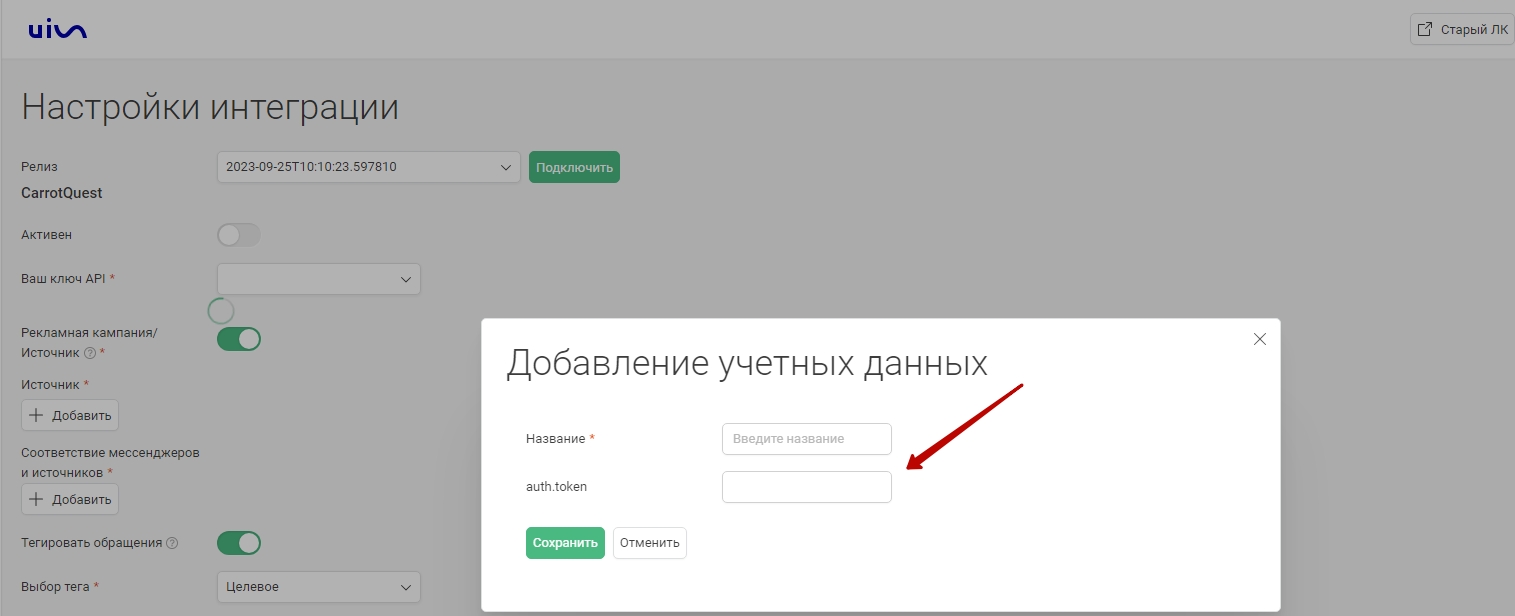 uis
Старый ЛК
Настройки интеграции
Релиз
2023-09-25T10:10:23.597810
Подключить
CarrotQuest
Активен
Ваш ключ API *
Рекламная кампания/
Источник ? *
Источник *
+ Добавить
Соответствие мессенджеров
и источников *
+ Добавить
Тегировать обращения ?
Выбор тега *
Целевое
Добавление учетных данных
Название *
Введите название
auth.token
Сохранить
Отменить